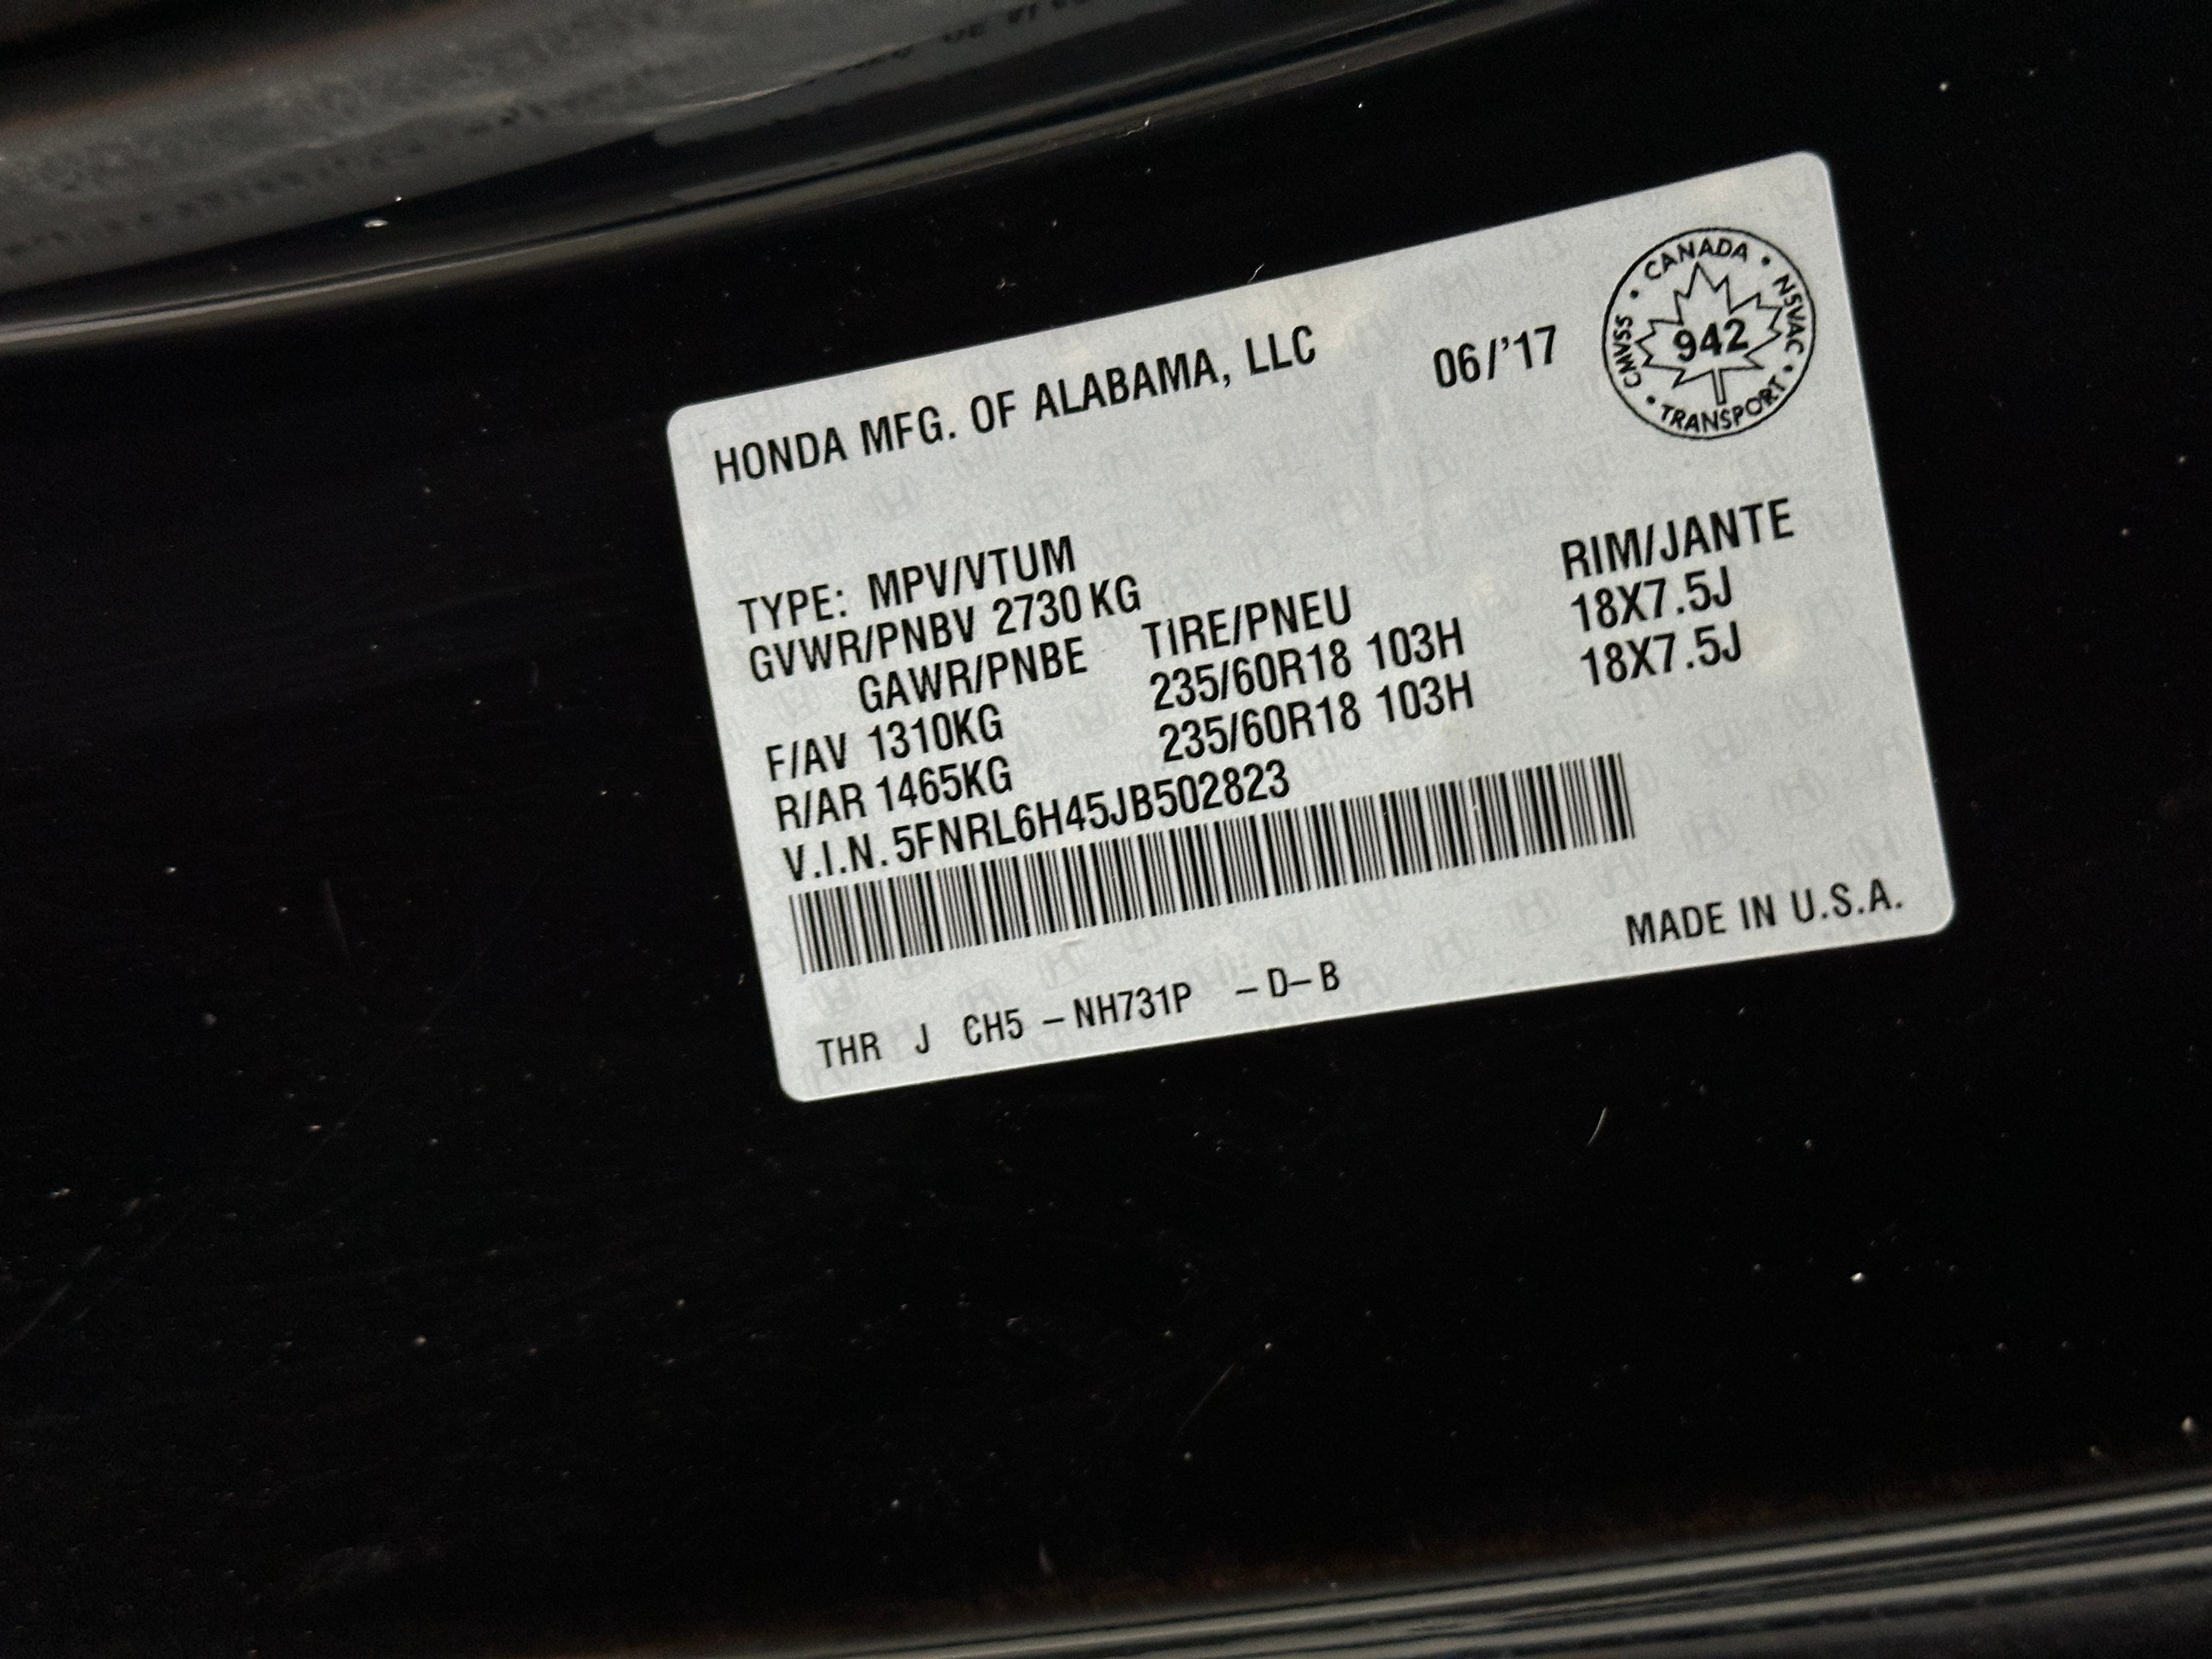 HONDA MFG. OF ALABAMA, LLC 06/'17
CANADA • NSVAC • TRANSPORT • CMVSS •
942
TYPE: MPV/VTUM
GVWR/PNBV 2730 KG
GAWR/PNBE TIRE/PNEU RIM/JANTE
F/AV 1310KG 235/60R18 103H 18X7.5J
R/AR 1465KG 235/60R18 103H 18X7.5J
V.I.N. 5FNRL6H45JB502823
MADE IN U.S.A.
THR J CH5 – NH731P – D – B